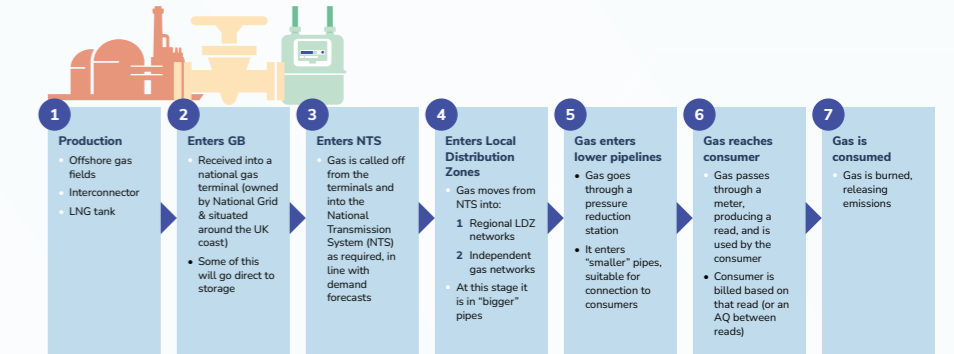 1
Production
• Offshore gas
fields
• Interconnector
• LNG tank
2
Enters GB
• Received into a
national gas
terminal (owned
by National Grid
& situated
around the UK
coast)
• Some of this
will go direct to
storage
3
Enters NTS
• Gas is called off
from the
terminals and
into the
National
Transmission
System (NTS)
as required, in
line with
demand
forecasts
4
Enters Local
Distribution
Zones
• Gas moves from
NTS into:
1 Regional LDZ
networks
2 Independent
gas networks
• At this stage it
is in “bigger”
pipes
5
Gas enters
lower pipelines
• Gas goes
through a
pressure
reduction
station
• It enters
“smaller” pipes,
suitable for
connection to
consumers
6
Gas reaches
consumer
• Gas passes
through a
meter,
producing a
read, and is
used by the
consumer
• Consumer is
billed based on
that read (or an
AQ between
reads)
7
Gas is
consumed
• Gas is burned,
releasing
emissions